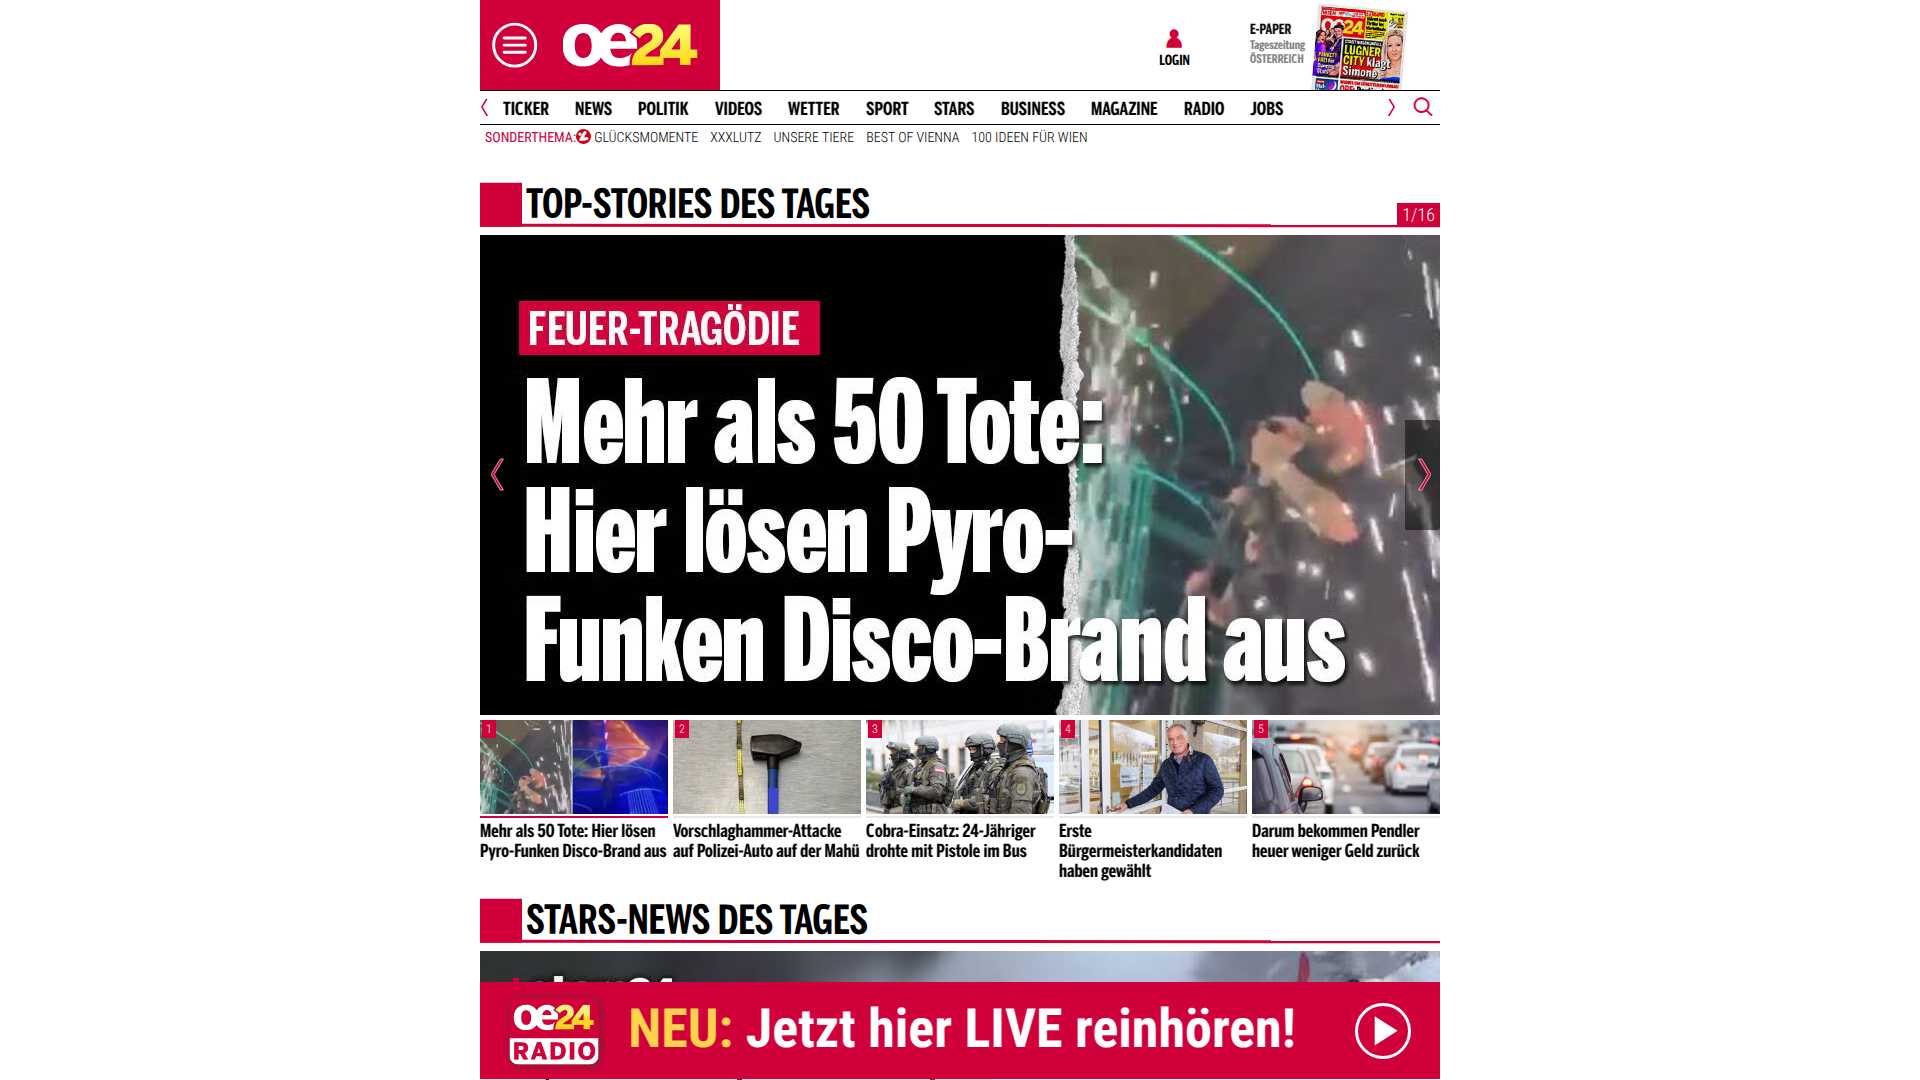 oe24
LOGIN
E-PAPER
Tageszeitung
ÖSTERREICH
oe24
LUGNER
CITY klagt
Simone
TICKER NEWS POLITIK VIDEOS WETTER SPORT STARS BUSINESS MAGAZINE RADIO JOBS
SONDERTHEMA: GLÜCKSMOMENTE XXXLUTZ UNSERE TIERE BEST OF VIENNA 100 IDEEN FÜR WIEN
TOP-STORIES DES TAGES
1/16
FEUER-TRAGÖDIE
Mehr als 50 Tote:
Hier lösen Pyro-
Funken Disco-Brand aus
1
2
3
4
5
Mehr als 50 Tote: Hier lösen
Pyro-Funken Disco-Brand aus
Vorschlaghammer-Attacke
auf Polizei-Auto auf der Mahü
Cobra-Einsatz: 24-Jähriger
drohte mit Pistole im Bus
Erste
Bürgermeisterkandidaten
haben gewählt
Darum bekommen Pendler
heuer weniger Geld zurück
STARS-NEWS DES TAGES
oe24
RADIO
NEU: Jetzt hier LIVE reinhören!